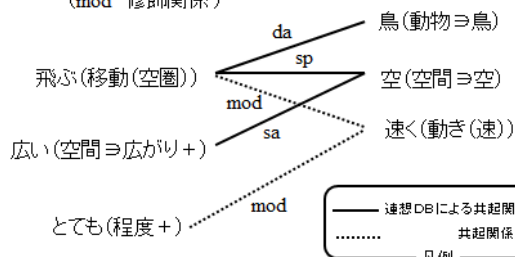 (mod 修飾関係)
da
鳥(動物∋鳥)
sp
飛ぶ(移動(空圏))
空(空間∋空)
mod
速く(動き(速))
sa
広い(空間∋広がり+)
mod
とても(程度+)
連想DBによる共起関
共起関係
凡例